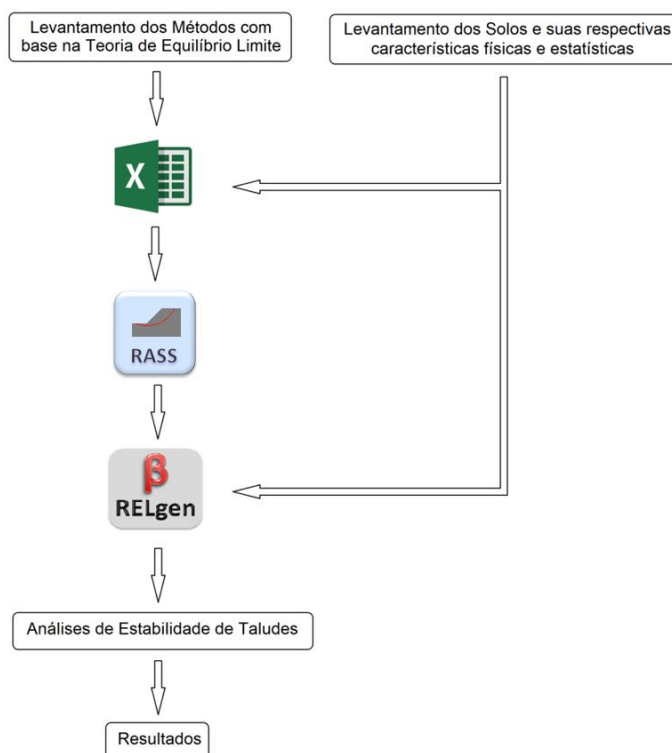 Levantamento dos Métodos com
base na Teoria de Equilíbrio Limite
Levantamento dos Solos e suas respectivas
características físicas e estatísticas
X
RASS
β
RELgen
Análises de Estabilidade de Taludes
Resultados